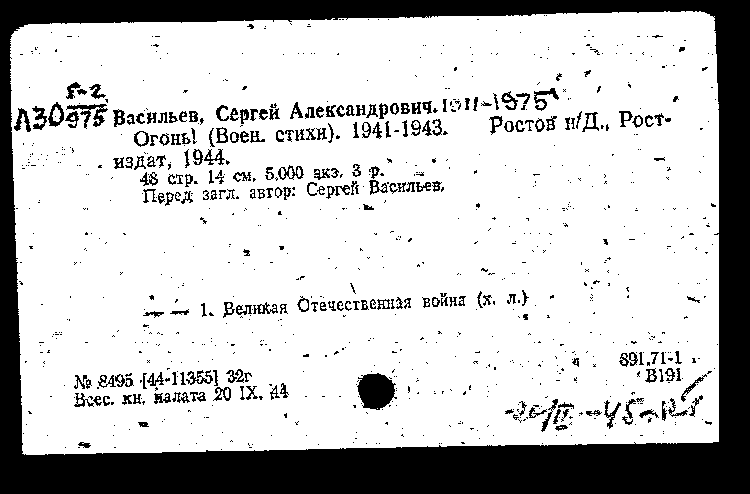 Г-2
Л30 975 Васильев, Сергей Александрович. 1911-1975
Огонь! (Воен. стихи). 1941-1943. Ростов н/Д., Рост-
издат, 1944.
48 стр. 14 см. 5.000 экз. 3 р.
Перед загл. автор: Сергей Васильев.
— — 1. Великая Отечественная война (х. л.)
891.71-1
№ 8495 [44-11355] 32г
В191
Всес. кн. палата 20 IX. 44